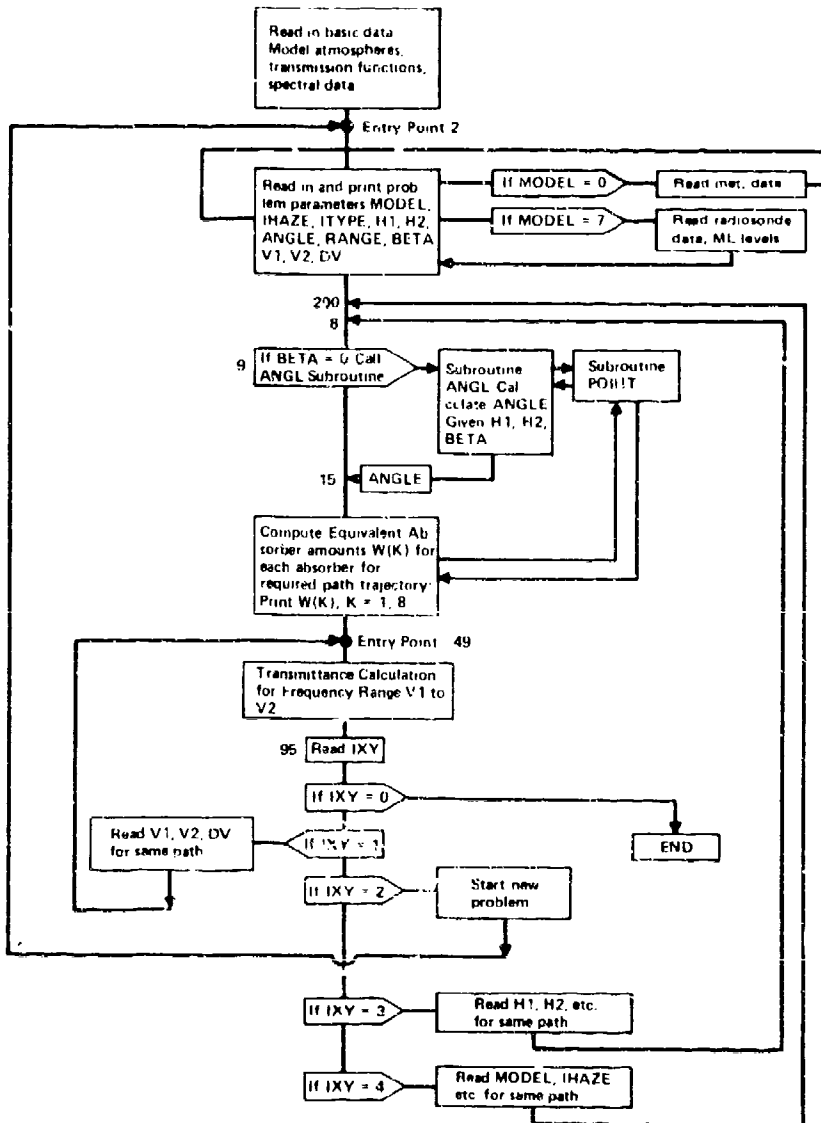 Read in basic data
Model atmospheres,
transmission functions,
spectral data
Entry Point 2
Read in and print prob
lem parameters MODEL,
IHAZE, ITYPE, H1, H2,
ANGLE, RANGE, BETA
V1, V2, DV
If MODEL = 0
Read met. data
If MODEL = 7
Read radiosonde
data, ML levels
200
8
9
If BETA = 0 Call
ANGL Subroutine
Subroutine
ANGL Cal
culate ANGLE
Given H1, H2,
BETA
Subroutine
15
ANGLE
Compute Equivalent Ab
sorber amounts W(K) for
each absorber for
required path trajectory
Print W(K), K = 1, 8
Entry Point 49
Transmittance Calculation
for Frequency Range V1 to
V2
95
Read IXY
If IXY = 0
END
If IXY = 1
Read V1, V2, DV
for same path
If IXY = 2
Start new
problem
If IXY = 3
Read H1, H2, etc.
for same path
If IXY = 4
Read MODEL, IHAZE
etc for same path